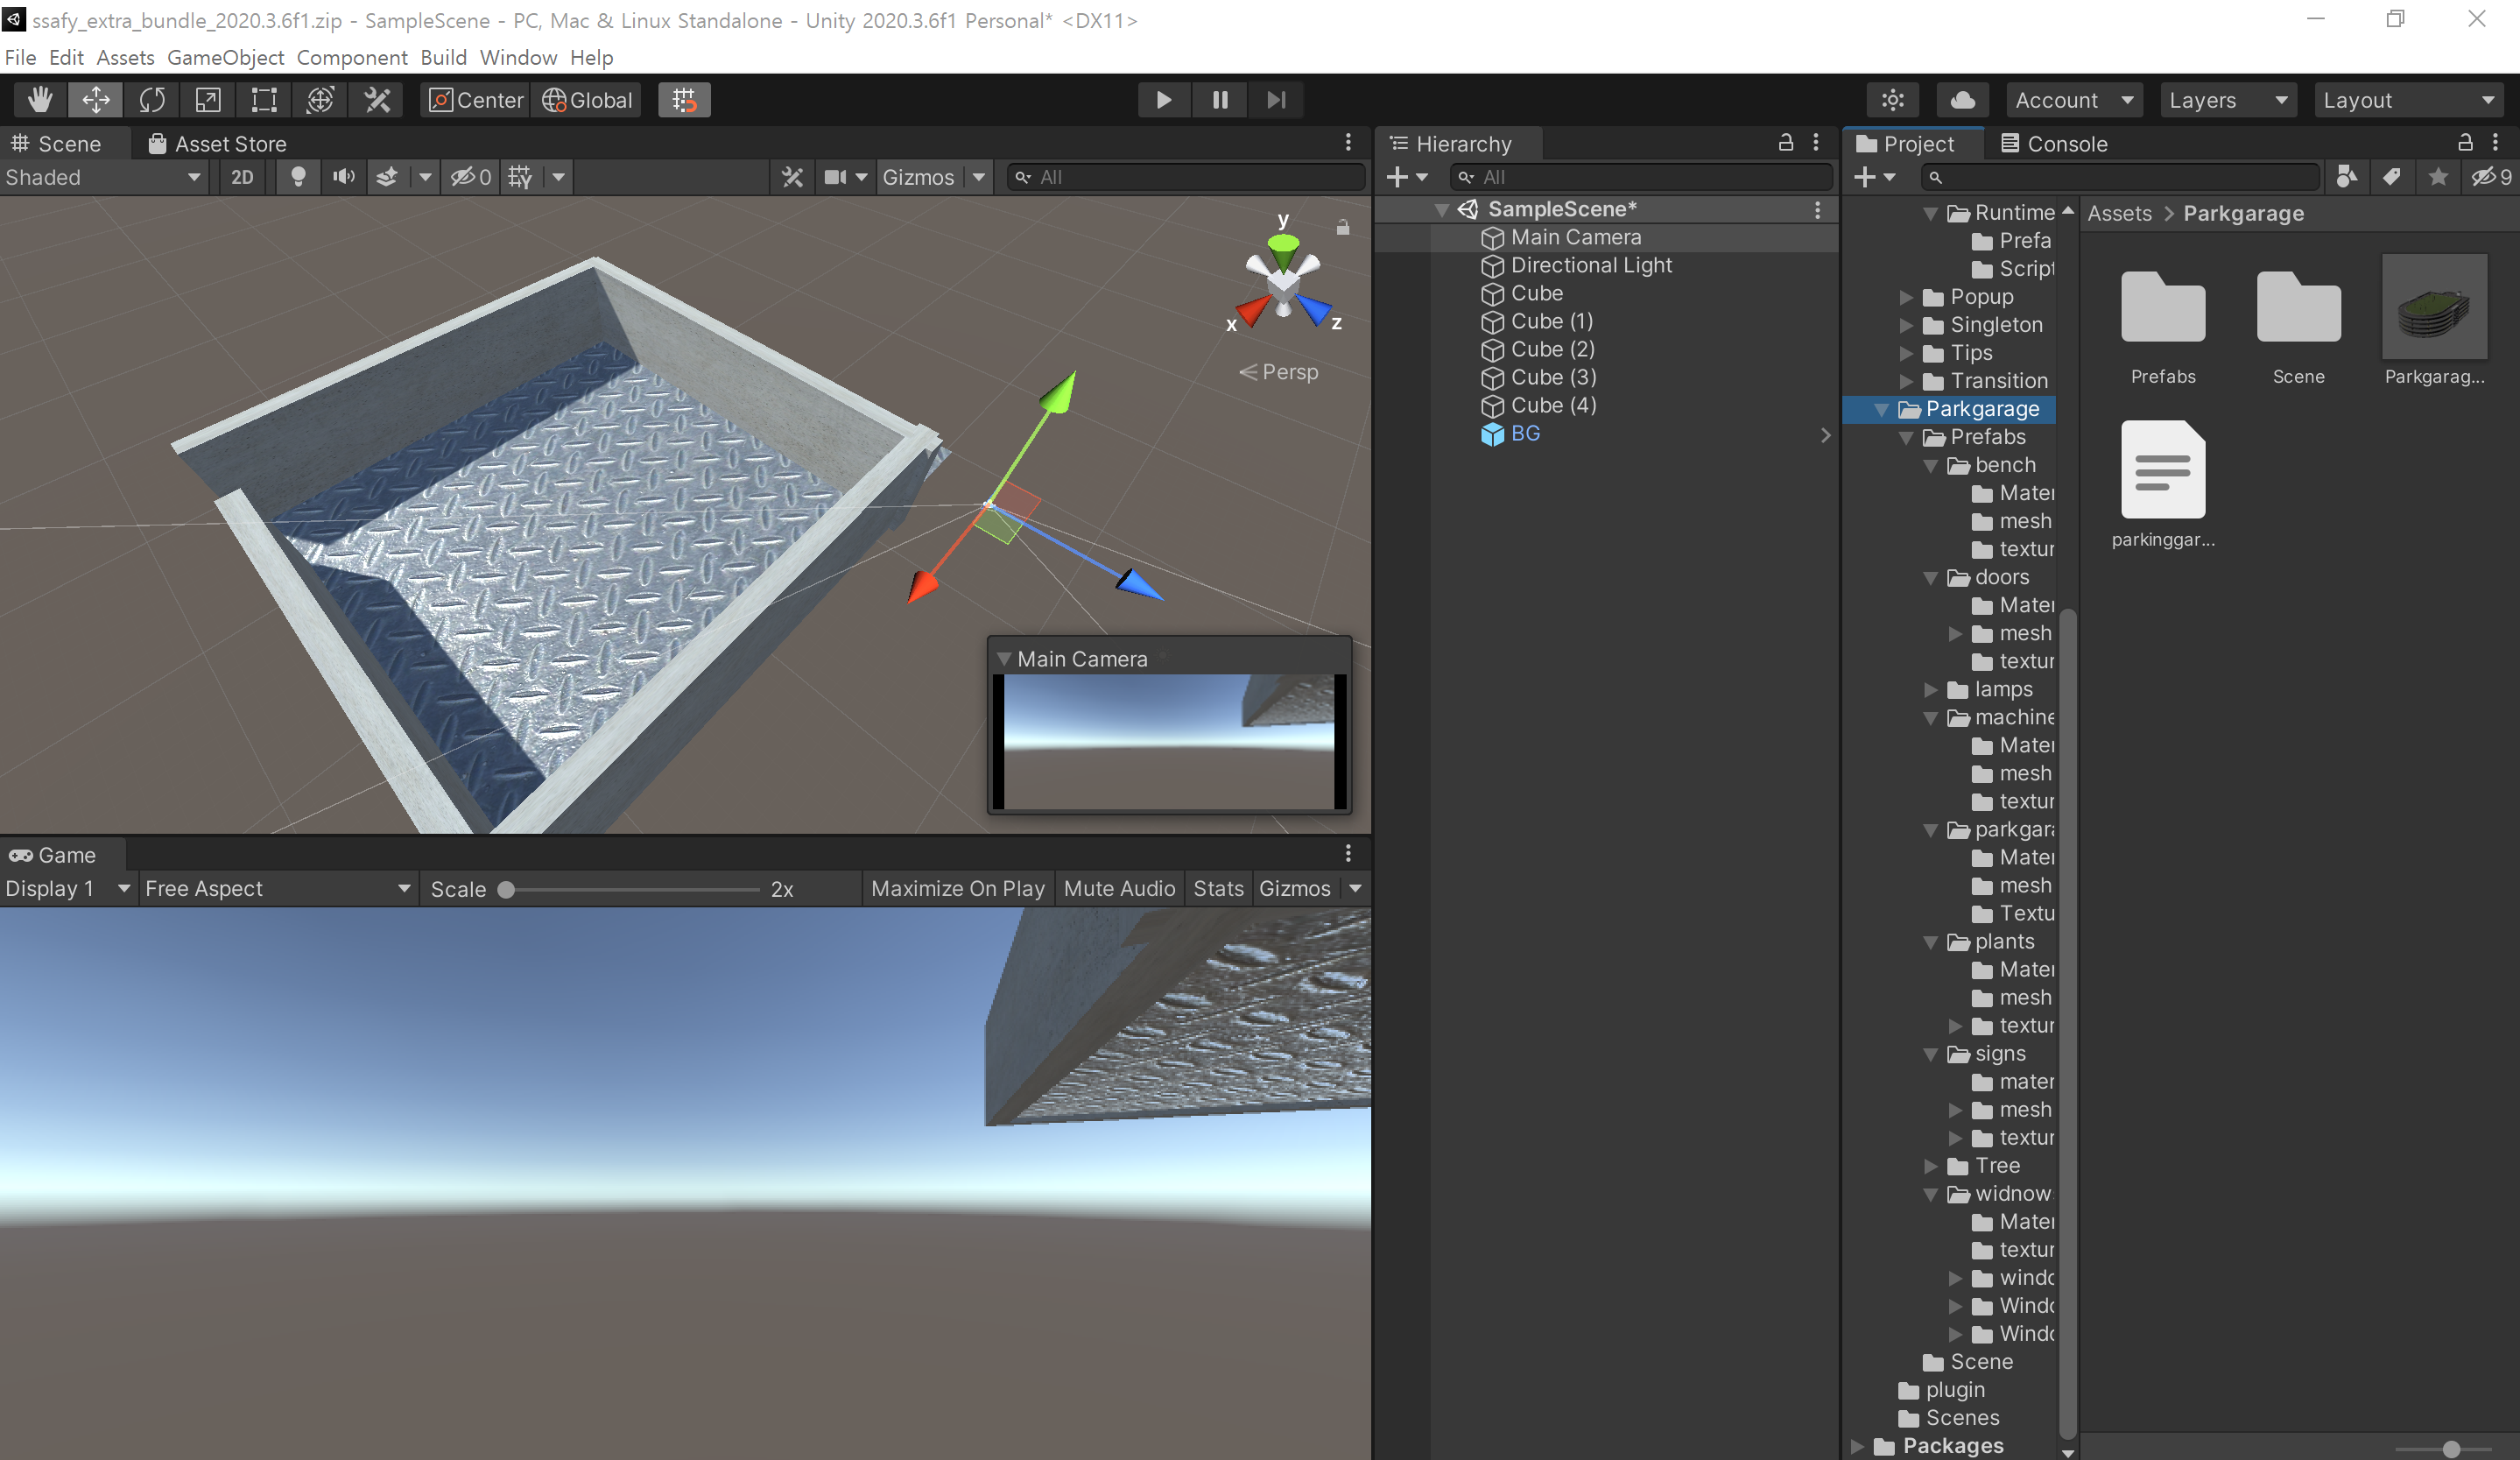 ssafy_extra_bundle_2020.3.6f1.zip - SampleScene - PC, Mac & Linux Standalone - Unity 2020.3.6f1 Personal* <DX11>
File Edit Assets GameObject Component Build Window Help
Center Global Account Layers Layout
Scene Asset Store
Shaded 2D 0 Gizmos All
y
x
z
Persp
Main Camera
Game
Display 1 Free Aspect Scale 2x Maximize On Play Mute Audio Stats Gizmos
Hierarchy
All
SampleScene*
Main Camera
Directional Light
Cube
Cube (1)
Cube (2)
Cube (3)
Cube (4)
BG
Project Console
9
Runtime
Prefa
Script
Popup
Singleton
Tips
Transition
Parkgarage
Prefabs
bench
Mater
mesh
textur
doors
Mater
mesh
textur
lamps
machine
Mater
mesh
textur
parkgara
Mater
mesh
Textu
plants
Mater
mesh
textur
signs
mater
mesh
textur
Tree
widnow
Mater
textur
windo
Windo
Windo
Scene
plugin
Scenes
Packages
Assets > Parkgarage
Prefabs
Scene
Parkgarag...
parkinggar...